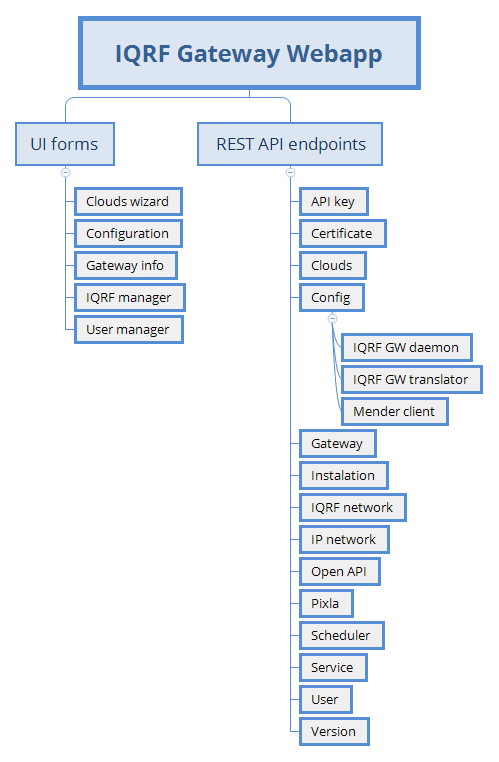 IQRF Gateway Webapp
UI forms
Clouds wizard
Configuration
Gateway info
IQRF manager
User manager
REST API endpoints
API key
Certificate
Clouds
Config
IQRF GW daemon
IQRF GW translator
Mender client
Gateway
Instalation
IQRF network
IP network
Open API
Pixla
Scheduler
Service
User
Version